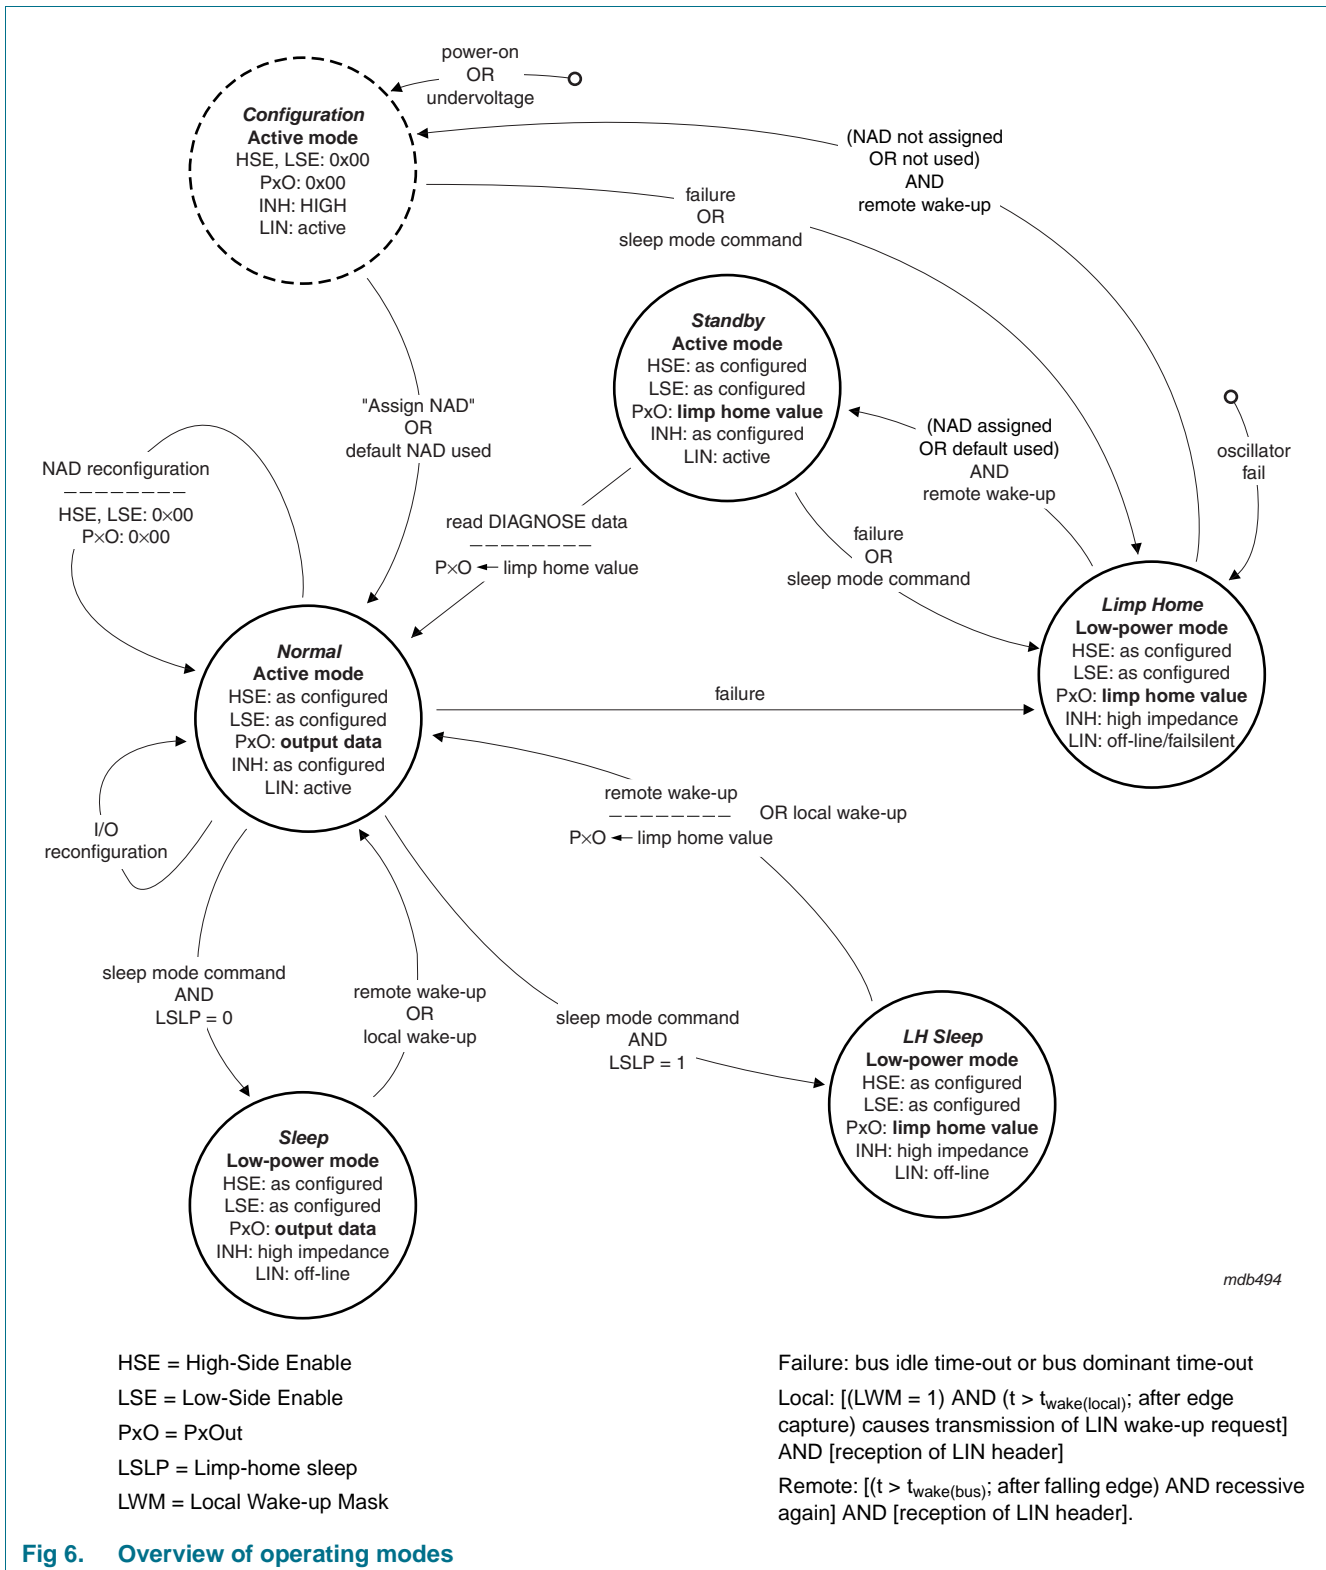 power-on
OR
undervoltage
Configuration
Active mode
HSE, LSE: 0x00
PxO: 0x00
INH: HIGH
LIN: active
(NAD not assigned
OR not used)
AND
remote wake-up
failure
OR
sleep mode command
Standby
Active mode
HSE: as configured
LSE: as configured
PxO: limp home value
INH: as configured
LIN: active
"Assign NAD"
OR
default NAD used
(NAD assigned
OR default used)
AND
remote wake-up
oscillator
fail
NAD reconfiguration
HSE, LSE: 0×00
P×O: 0×00
read DIAGNOSE data
P×O ← limp home value
failure
OR
sleep mode command
Limp Home
Low-power mode
HSE: as configured
LSE: as configured
PxO: limp home value
INH: high impedance
LIN: off-line/failsilent
Normal
Active mode
HSE: as configured
LSE: as configured
PxO: output data
INH: as configured
LIN: active
failure
remote wake-up
OR local wake-up
P×O ← limp home value
I/O
reconfiguration
sleep mode command
AND
LSLP = 0
remote wake-up
OR
local wake-up
sleep mode command
AND
LSLP = 1
LH Sleep
Low-power mode
HSE: as configured
LSE: as configured
PxO: limp home value
INH: high impedance
LIN: off-line
Sleep
Low-power mode
HSE: as configured
LSE: as configured
PxO: output data
INH: high impedance
LIN: off-line
mdb494
HSE = High-Side Enable
LSE = Low-Side Enable
PxO = PxOut
LSLP = Limp-home sleep
LWM = Local Wake-up Mask
Failure: bus idle time-out or bus dominant time-out
Local: [(LWM = 1) AND (t > twake(local); after edge
capture) causes transmission of LIN wake-up request]
AND [reception of LIN header]
Remote: [(t > twake(bus); after falling edge) AND recessive
again] AND [reception of LIN header].
Fig 6. Overview of operating modes